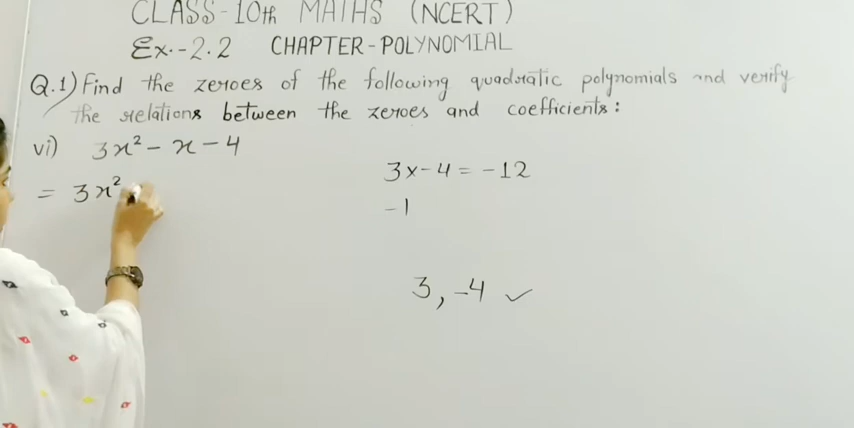 CLASS-10th MATHS (NCERT)
Ex.-2.2 CHAPTER-POLYNOMIAL
Q.1) Find the zeroes of the following quadratic polynomials and verify
the relations between the zeroes and coefficients:
vi) 3x² - x - 4
3x-4 = -12
= 3x²
-1
3, -4 ✓